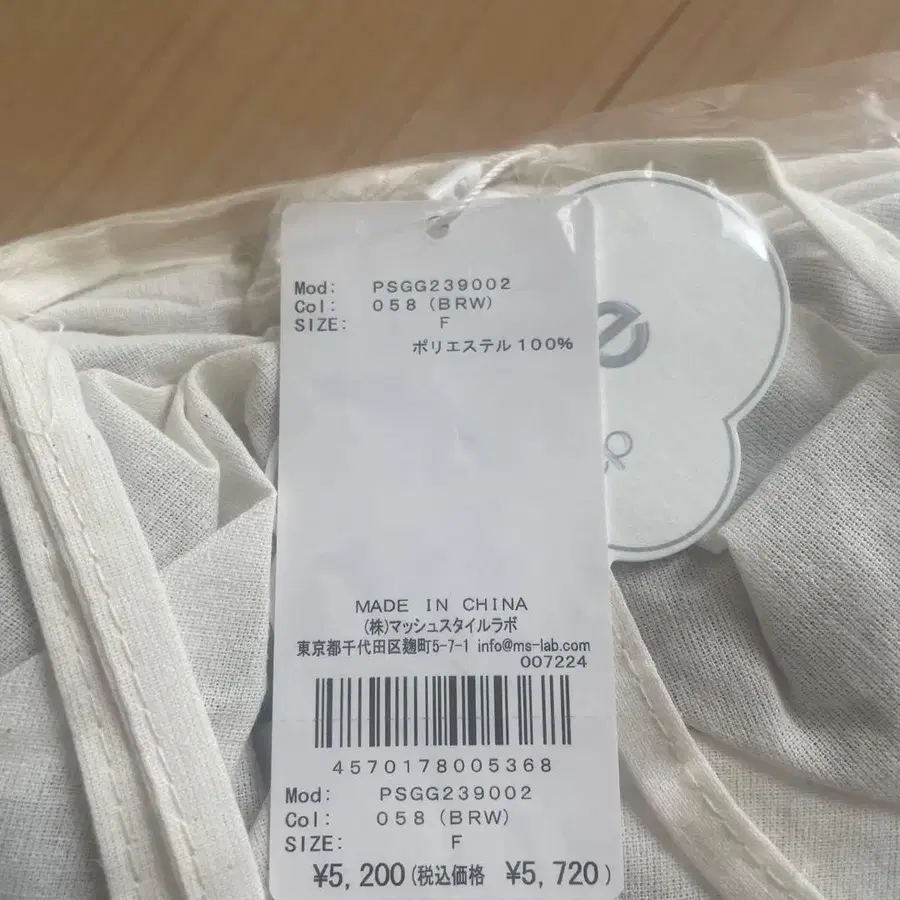 Mod: PSGG239002
Col: 058 (BRW)
SIZE: F
ポリエステル100%
e
MADE IN CHINA
(株)マッシュスタイルラボ
東京都千代田区麹町5-7-1 info@ms-lab.com
007224
4570178005368
Mod: PSGG239002
Col: 058 (BRW)
SIZE: F
¥5,200(税込価格 ¥5,720)